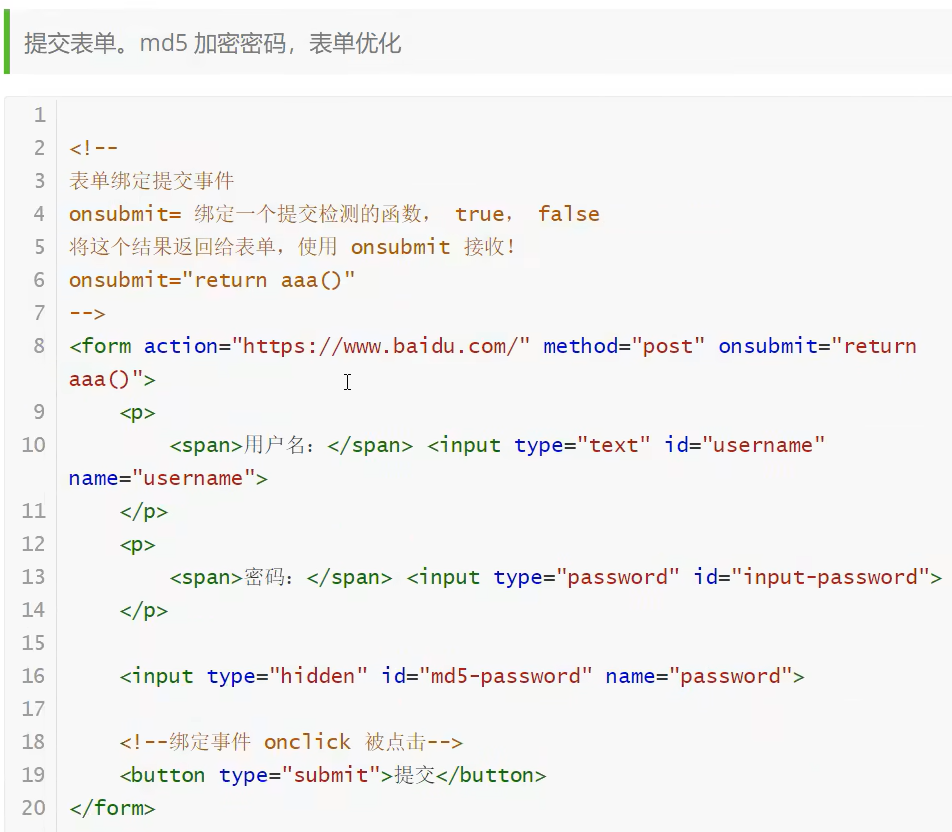 提交表单。md5 加密密码，表单优化
1
2 <!--
3 表单绑定提交事件
4 onsubmit= 绑定一个提交检测的函数， true， false
5 将这个结果返回给表单，使用 onsubmit 接收！
6 onsubmit="return aaa()"
7 -->
8 <form action="https://www.baidu.com/" method="post" onsubmit="return
aaa()">
9 <p>
10 <span>用户名：</span> <input type="text" id="username"
name="username">
11 </p>
12 <p>
13 <span>密码：</span> <input type="password" id="input-password">
14 </p>
15
16 <input type="hidden" id="md5-password" name="password">
17
18 <!--绑定事件 onclick 被点击-->
19 <button type="submit">提交</button>
20 </form>